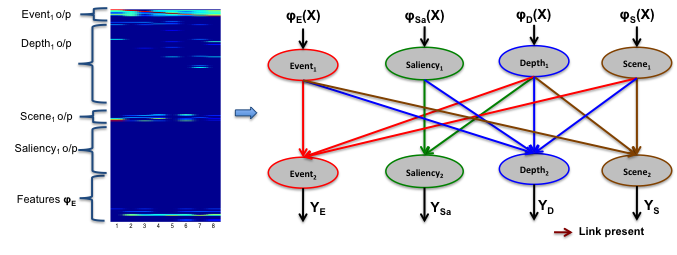 Event₁ o/p
Depth₁ o/p
Scene₁ o/p
Saliency₁ o/p
Features φE
1 2 3 4 5 6 7 8
φE(X) φSa(X) φD(X) φS(X)
Event₁ Saliency₁ Depth₁ Scene₁
Event₂ Saliency₂ Depth₂ Scene₂
YE YSa YD YS
Link present